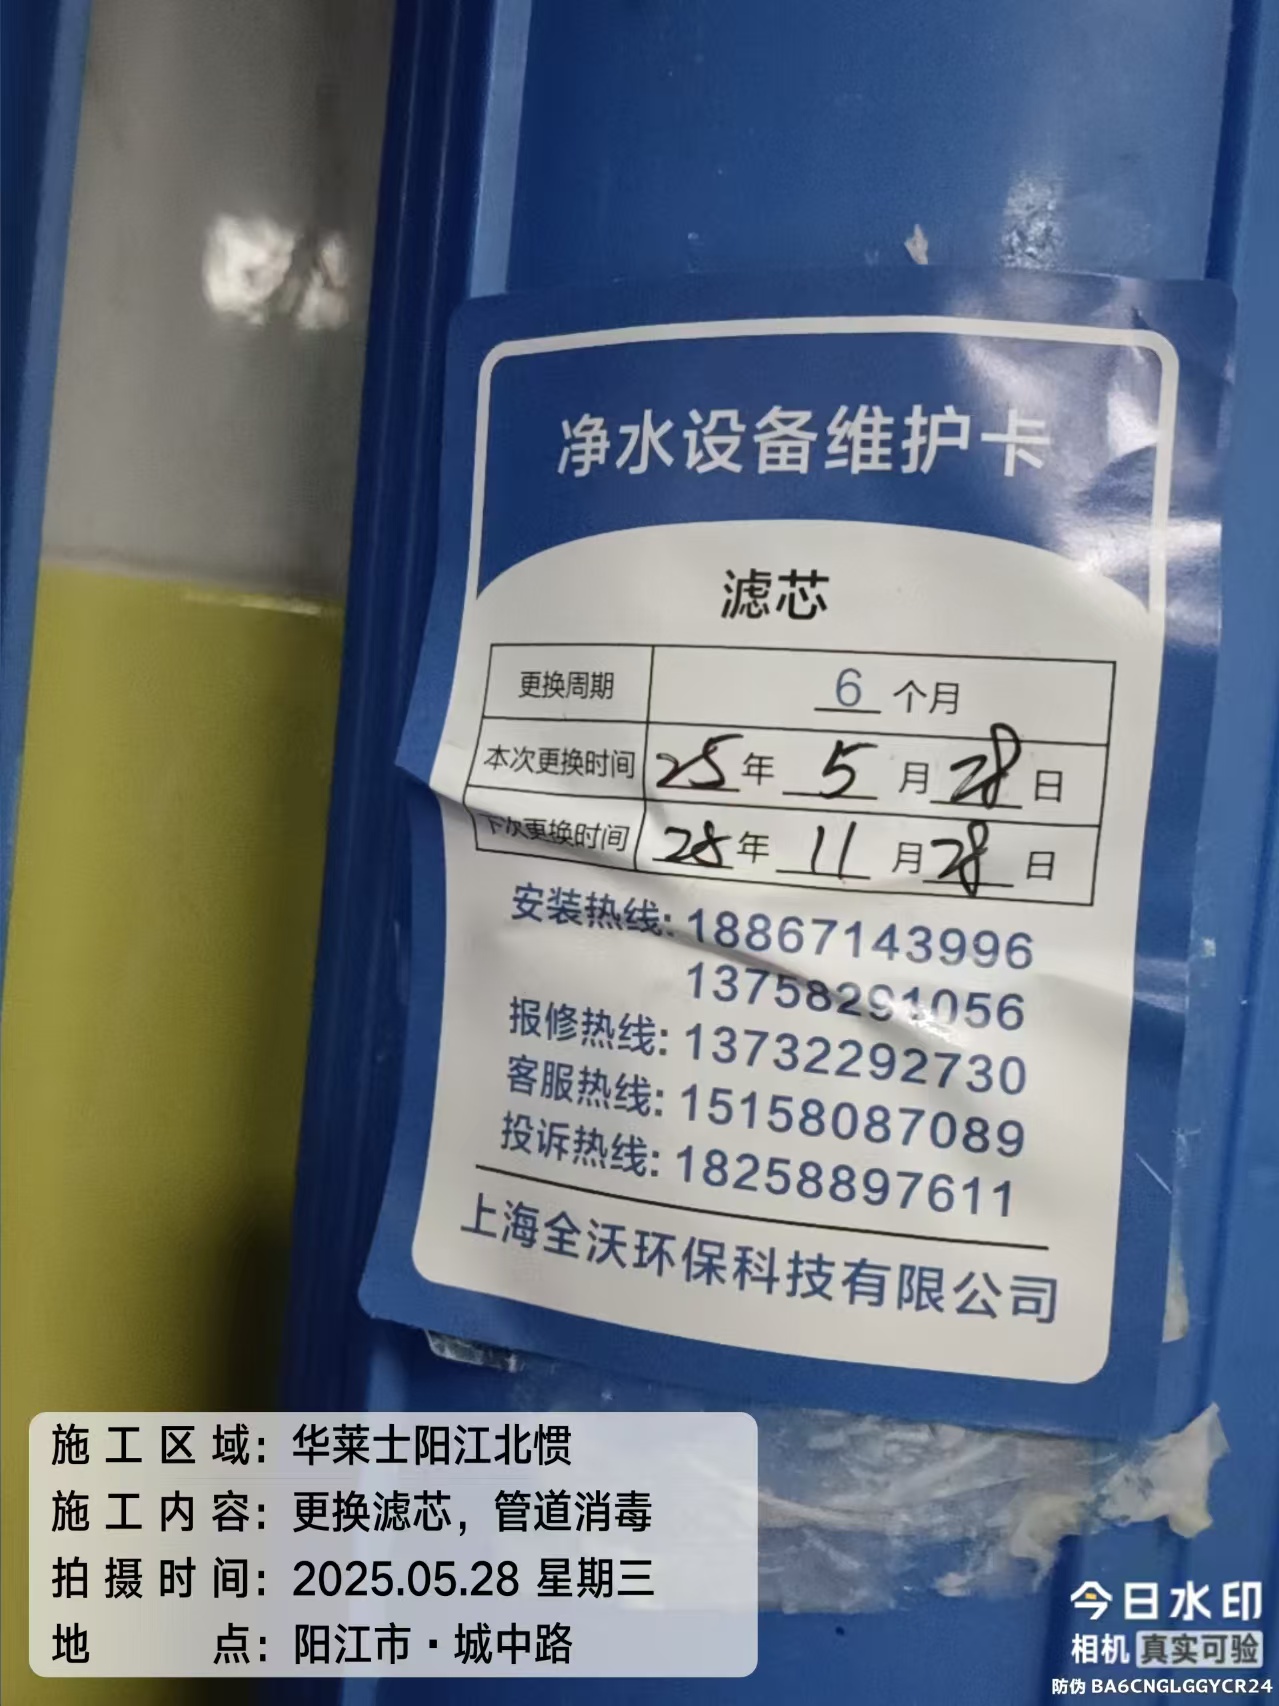 净水设备维护卡
滤芯
更换周期 6 个月
本次更换时间 25年 5 月 28 日
下次更换时间 25年 11 月 28 日
安装热线: 18867143996
13758291056
报修热线: 13732292730
客服热线: 15158087089
投诉热线: 18258897611
上海全沃环保科技有限公司
施工区域: 华莱士阳江北惯
施工内容: 更换滤芯，管道消毒
拍摄时间: 2025.05.28 星期三
地点: 阳江市·城中路
今日水印
相机 真实可验
防伪 BA6CNGLGGYCR24